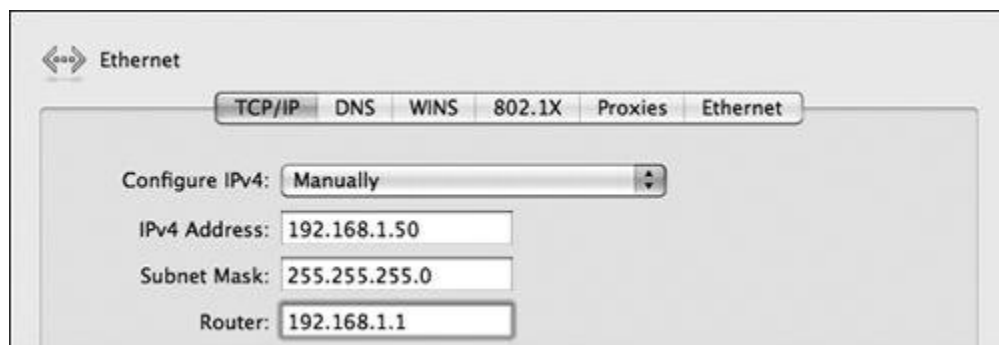 Ethernet
TCP/IP DNS WINS 802.1X Proxies Ethernet
Configure IPv4: Manually
IPv4 Address: 192.168.1.50
Subnet Mask: 255.255.255.0
Router: 192.168.1.1